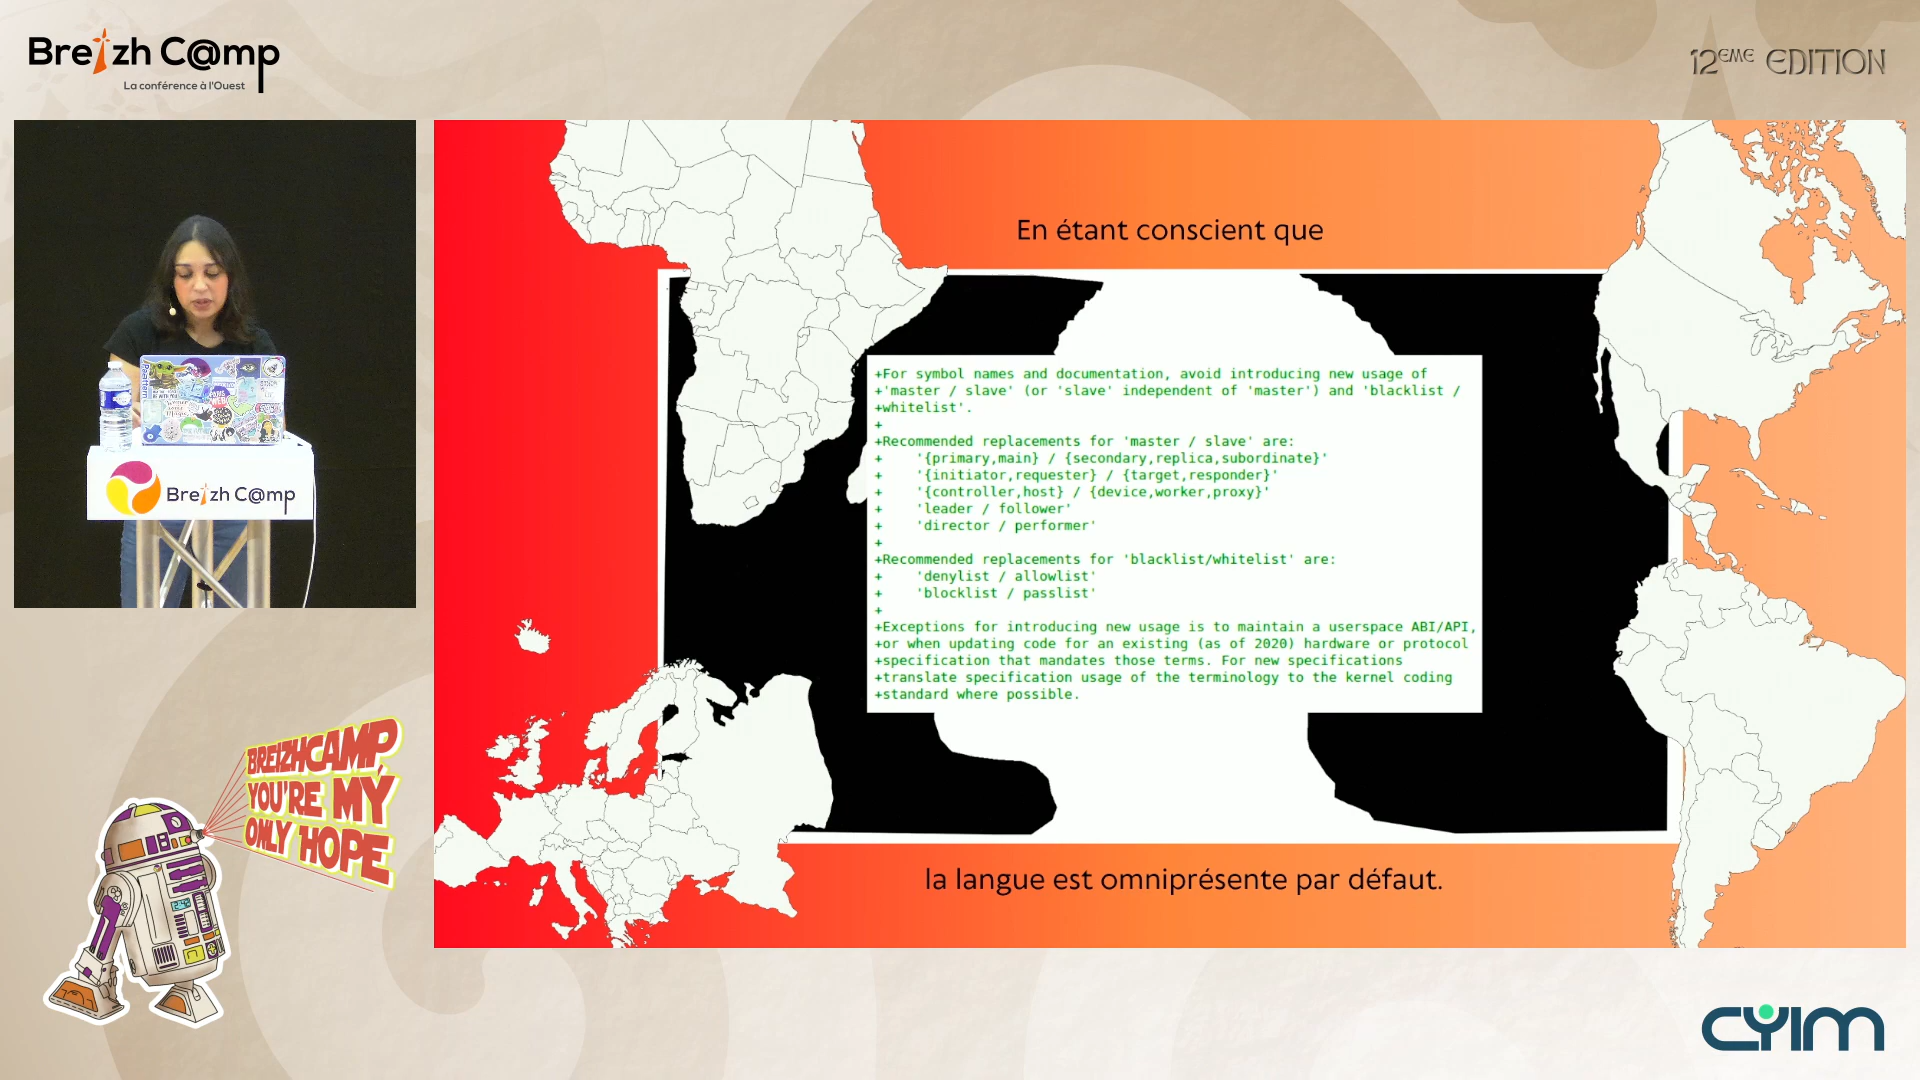 Breizh C@mp
La conférence à l'Ouest
12EME EDITION
En étant conscient que
+For symbol names and documentation, avoid introducing new usage of
+'master / slave' (or 'slave' independent of 'master') and 'blacklist /
+whitelist'.
+
+Recommended replacements for 'master / slave' are:
+    '{primary,main} / {secondary,replica,subordinate}'
+    '{initiator,requester} / {target,responder}'
+    '{controller,host} / {device,worker,proxy}'
+    'leader / follower'
+    'director / performer'
+
+Recommended replacements for 'blacklist/whitelist' are:
+    'denylist / allowlist'
+    'blocklist / passlist'
+
+Exceptions for introducing new usage is to maintain a userspace ABI/API,
+or when updating code for an existing (as of 2020) hardware or protocol
+specification that mandates those terms. For new specifications
+translate specification usage of the terminology to the kernel coding
+standard where possible.
la langue est omniprésente par défaut.
Breizh C@mp
BREIZHCAMP,
YOU'RE MY
ONLY HOPE
CYIM